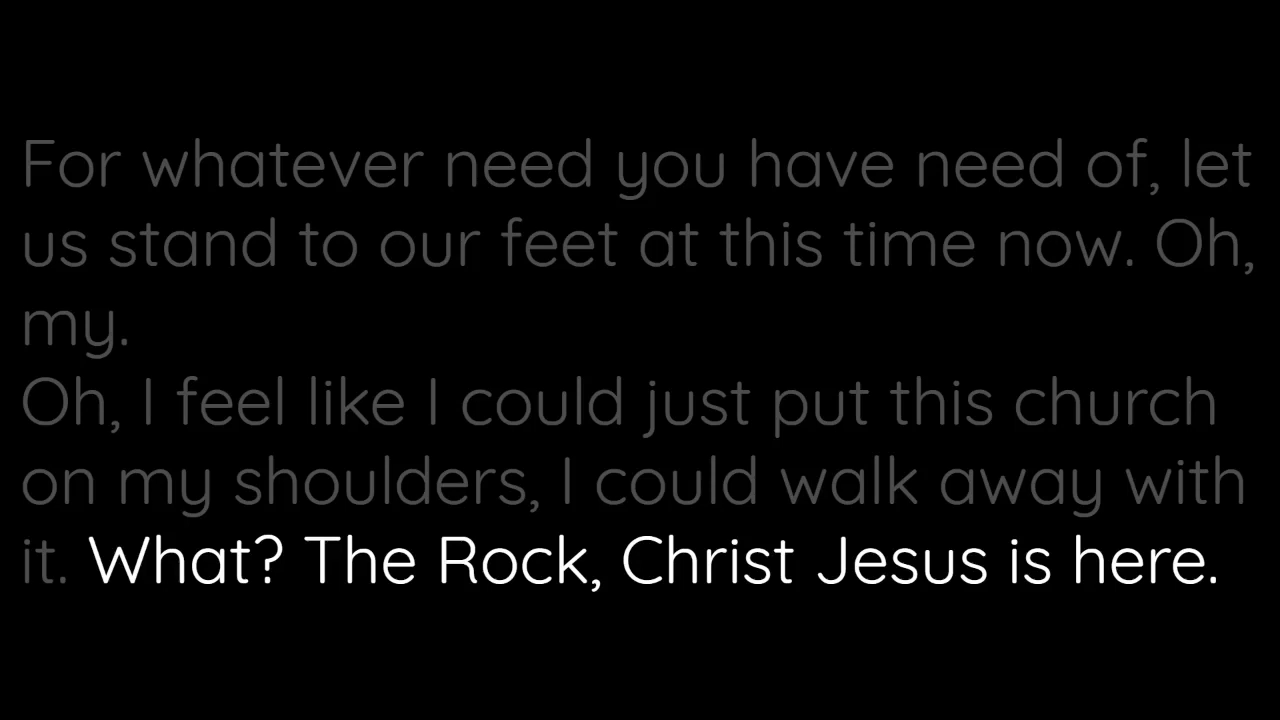 For whatever need you have need of, let
us stand to our feet at this time now. Oh,
my.
Oh, I feel like I could just put this church
on my shoulders, I could walk away with
it. What? The Rock, Christ Jesus is here.